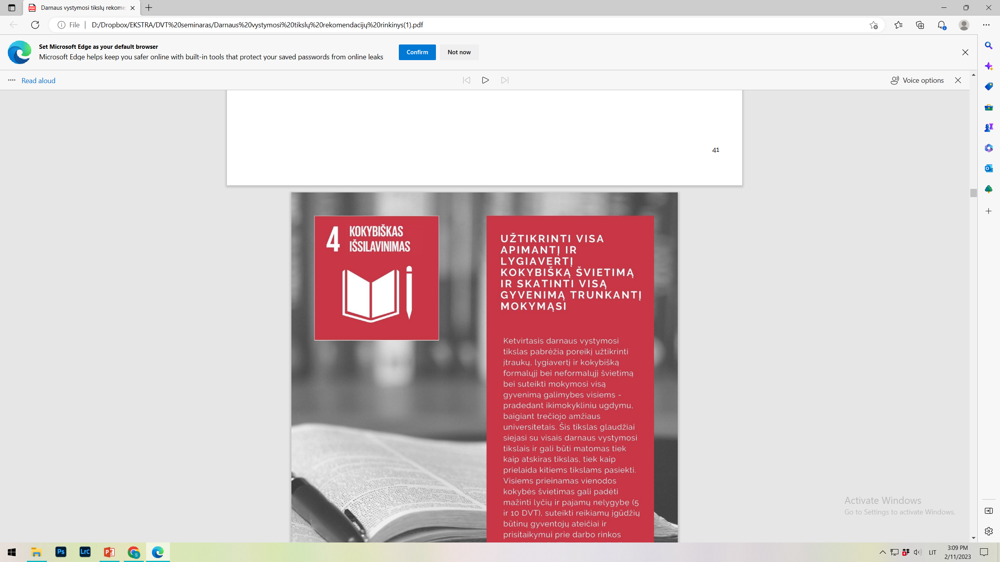 Darnaus vystymosi tikslų rekome
File
D:/Dropbox/EKSTRA/DVT%20seminaras/Darnaus%20vystymosi%20tikslų%20rekomendacijų%20rinkinys(1).pdf
Set Microsoft Edge as your default browser
Microsoft Edge helps keep you safer online with built-in tools that protect your saved passwords from online leaks
Confirm
Not now
Read aloud
Voice options
41
4 KOKYBIŠKAS
IŠSILAVINIMAS
UŽTIKRINTI VISA
APIMANTĮ IR
LYGIAVERTĮ
KOKYBIŠKĄ ŠVIETIMĄ
IR SKATINTI VISĄ
GYVENIMĄ TRUNKANTĮ
MOKYMĄSI
Ketvirtasis darnaus vystymosi
tikslas pabrėžia poreikį užtikrinti
įtraukų, lygiavertį ir kokybišką
formalųjį bei neformalųjį švietimą
bei suteikti mokymosi visą
gyvenimą galimybes visiems -
pradedant ikimokykliniu ugdymu,
baigiant trečiojo amžiaus
universitetais. Šis tikslas glaudžiai
siejasi su visais darnaus vystymosi
tikslais ir gali būti matomas tiek
kaip atskiras tikslas, tiek kaip
prielaida kitiems tikslams pasiekti.
Visiems prieinamas vienodos
kokybės švietimas gali padėti
mažinti lyčių ir pajamų nelygybę (5
ir 10 DVT), suteikti reikiamų įgūdžių
būtinų gyventojų ateičiai ir
prisitaikymui prie darbo rinkos
Activate Windows
Go to Settings to activate Windows.
Ps
LrC
LIT
3:09 PM
2/11/2023